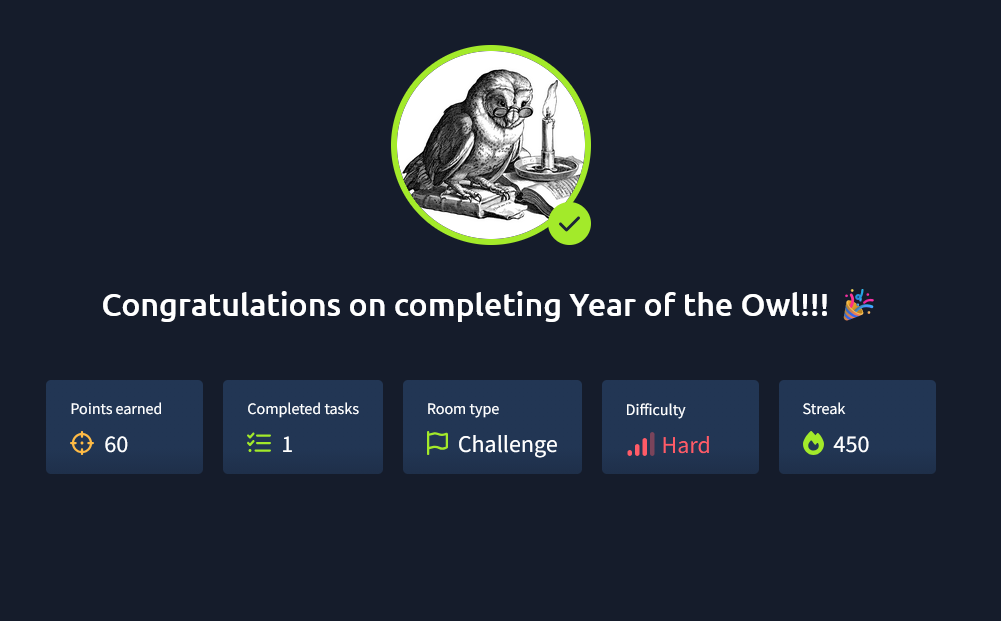 Congratulations on completing Year of the Owl!!! 🎉
Points earned
60
Completed tasks
1
Room type
Challenge
Difficulty
Hard
Streak
450